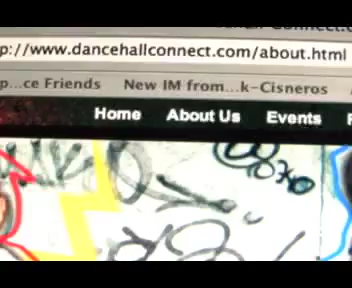 p://www.dancehallconnect.com/about.html
p...ce Friends New IM from...k-Cisneros
Home About Us Events